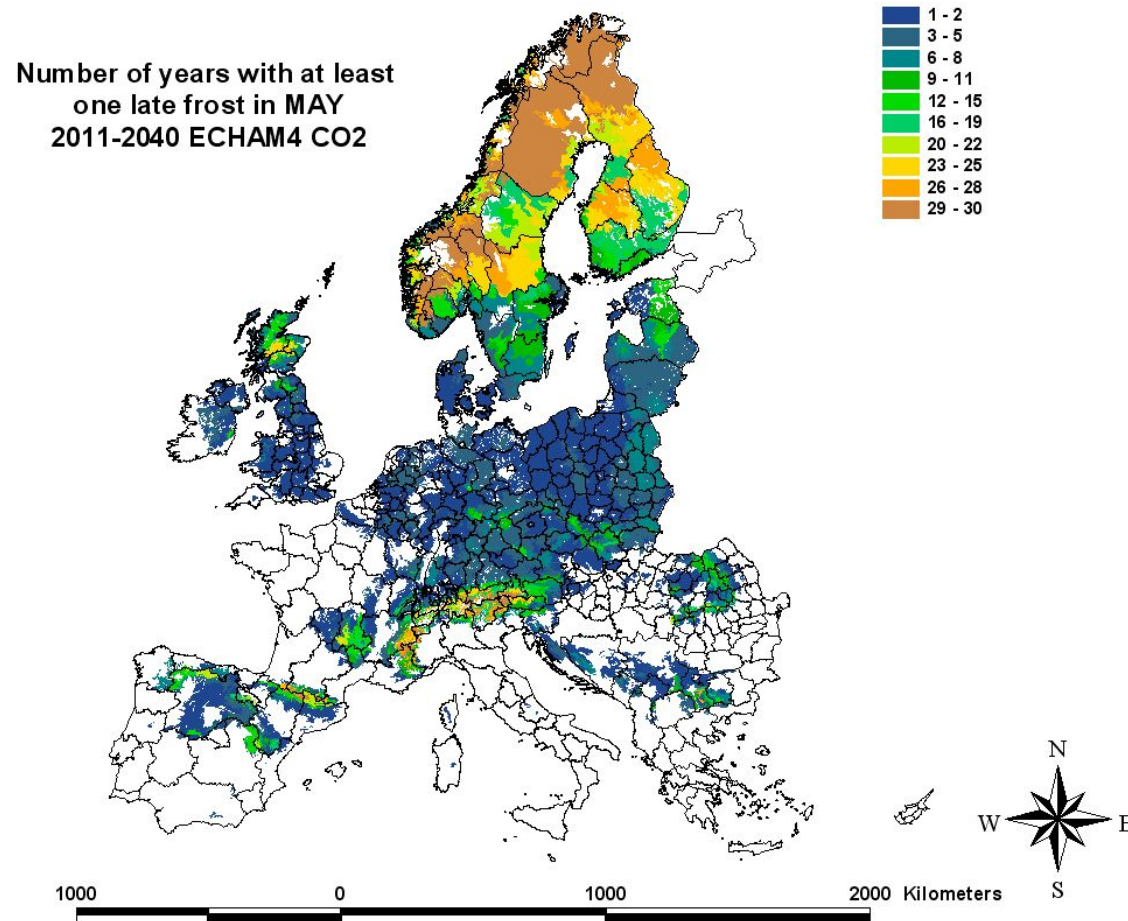 Number of years with at least
one late frost in MAY
2011-2040 ECHAM4 CO2
1 - 2
3 - 5
6 - 8
9 - 11
12 - 15
16 - 19
20 - 22
23 - 25
26 - 28
29 - 30
N
W E
S
1000 0 1000 2000 Kilometers